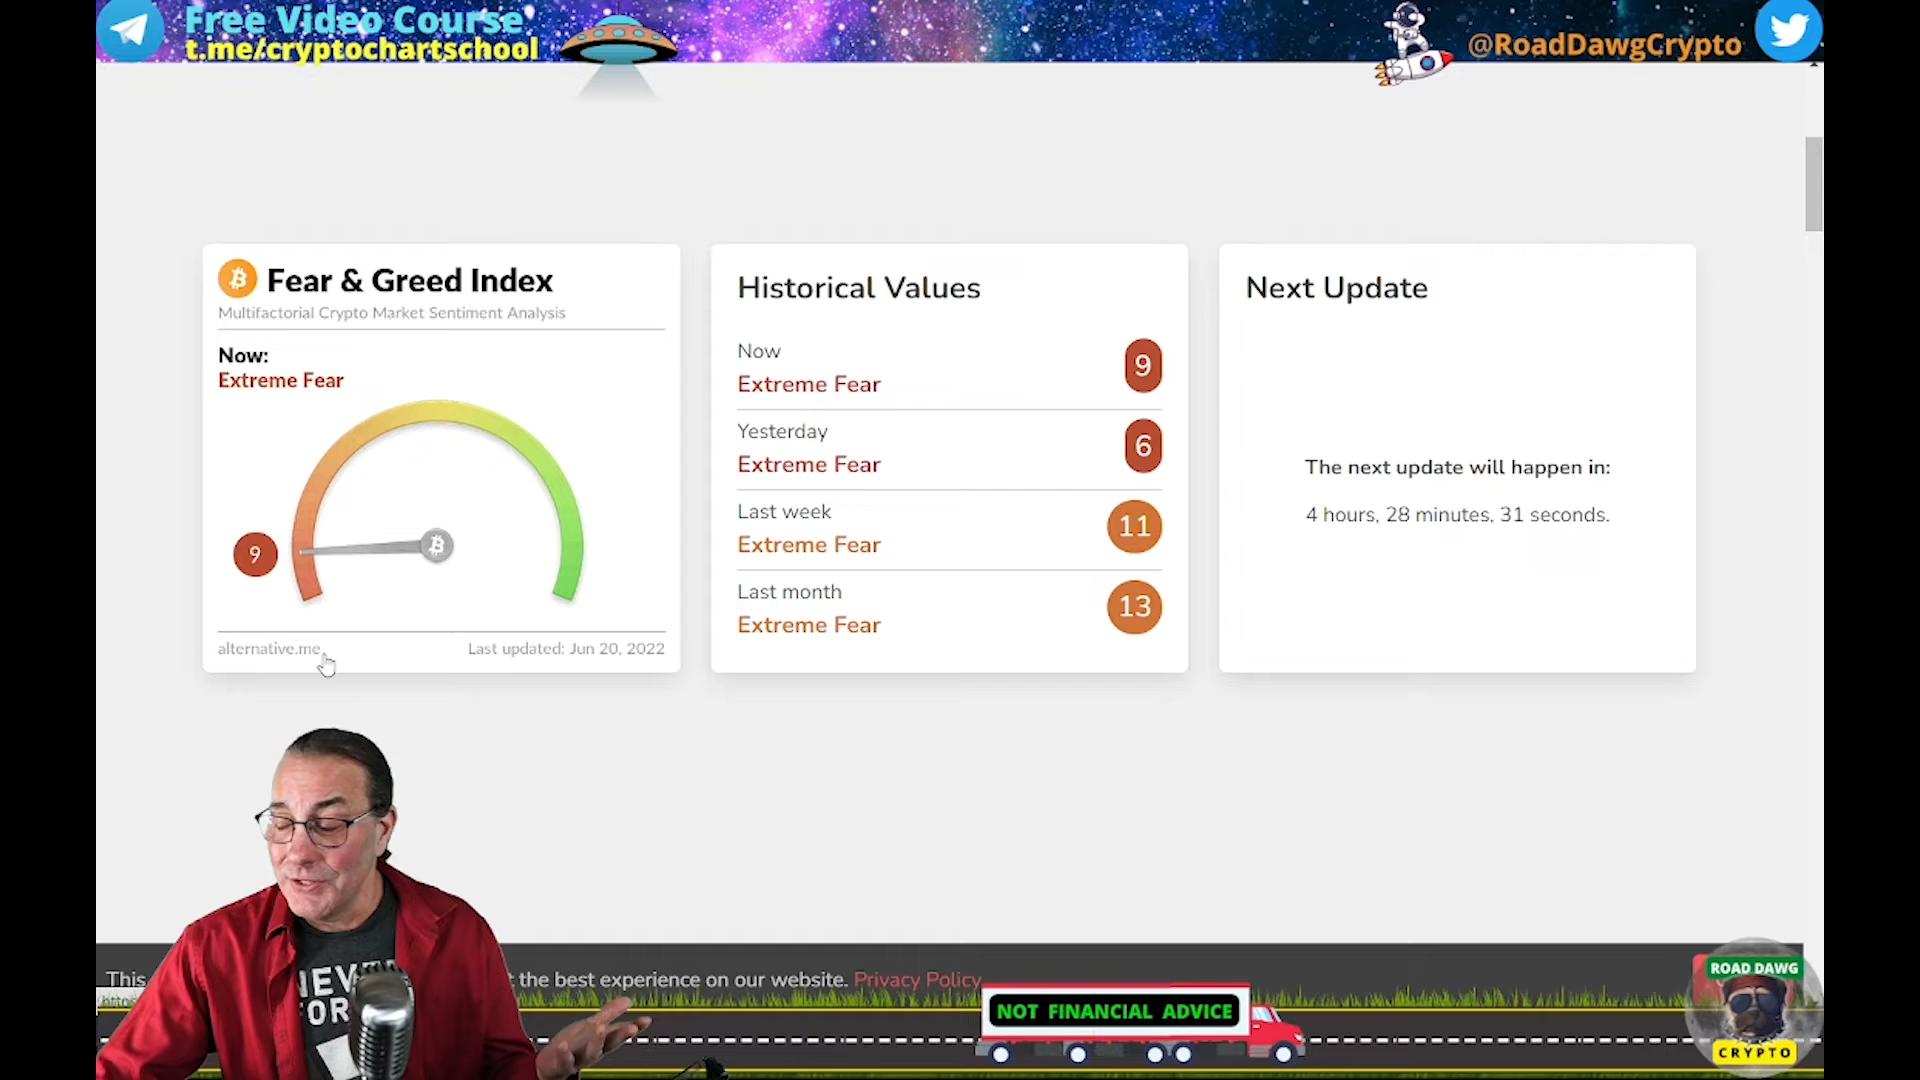 Free Video Course
t.me/cryptochartschool
@RoadDawgCrypto
Fear & Greed Index
Multifactorial Crypto Market Sentiment Analysis
Now:
Extreme Fear
9
alternative.me
Last updated: Jun 20, 2022
Historical Values
Now
Extreme Fear
9
Yesterday
Extreme Fear
6
Last week
Extreme Fear
11
Last month
Extreme Fear
13
Next Update
The next update will happen in:
4 hours, 28 minutes, 31 seconds.
This
t the best experience on our website. Privacy Policy
NOT FINANCIAL ADVICE
ROAD DAWG
CRYPTO